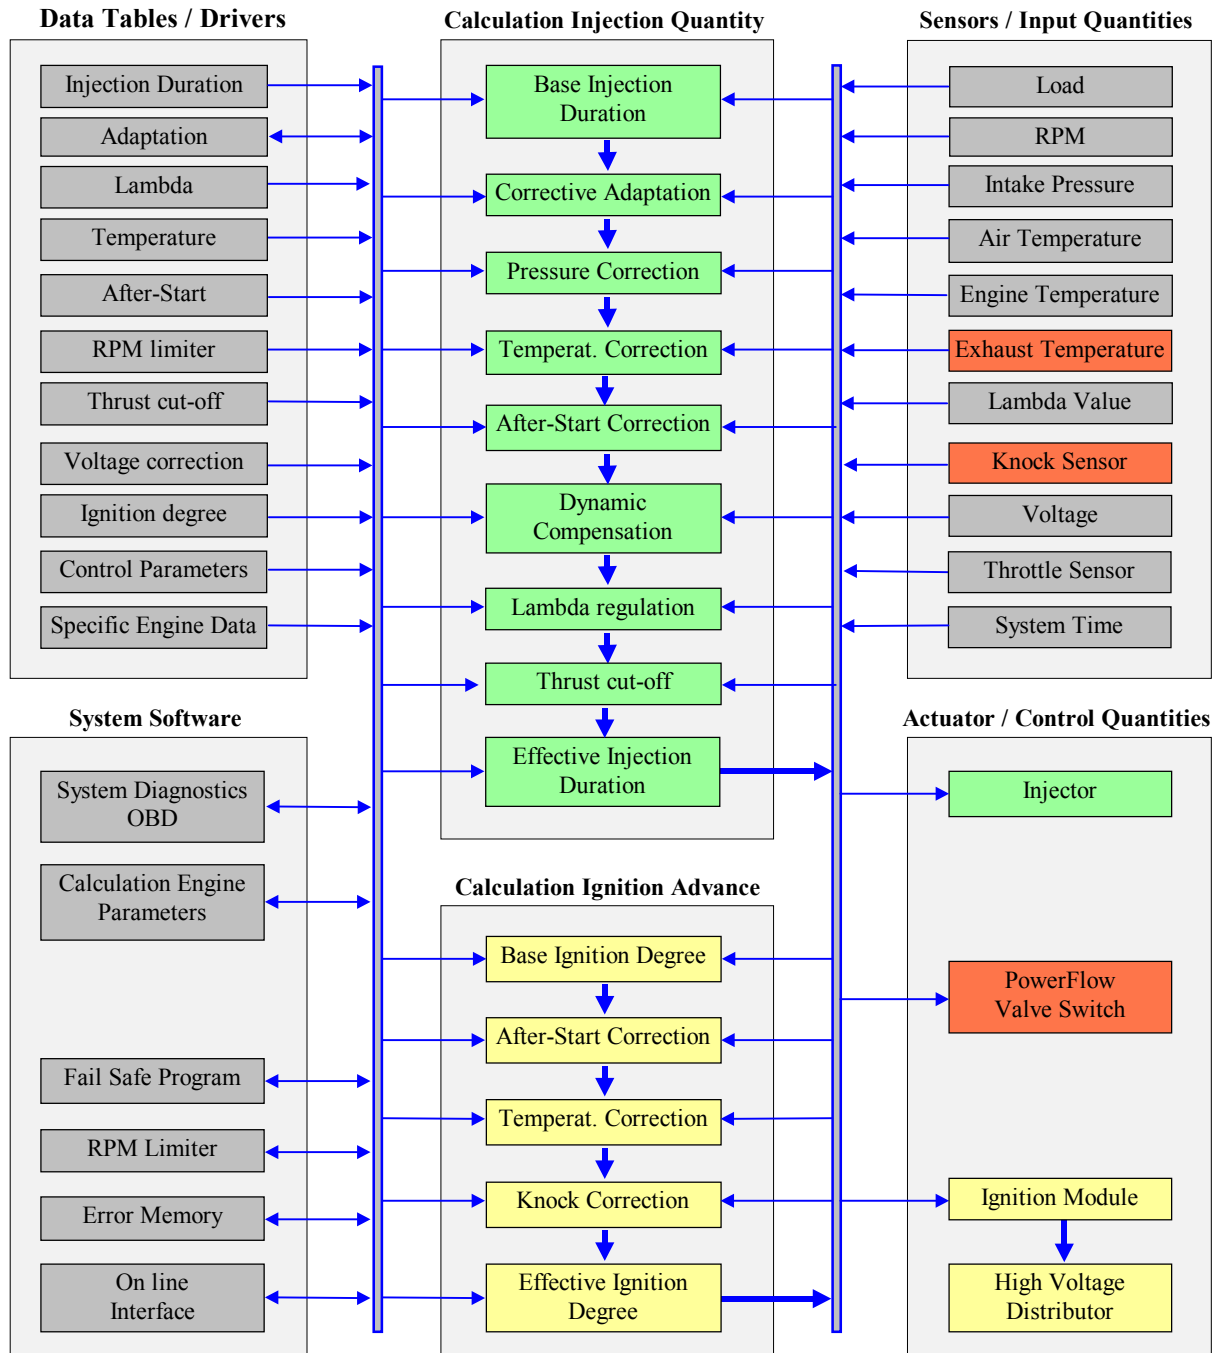 Data Tables / Drivers
Injection Duration
Adaptation
Lambda
Temperature
After-Start
RPM limiter
Thrust cut-off
Voltage correction
Ignition degree
Control Parameters
Specific Engine Data
System Software
System Diagnostics
OBD
Calculation Engine
Parameters
Fail Safe Program
RPM Limiter
Error Memory
On line
Interface
Calculation Injection Quantity
Base Injection
Duration
Corrective Adaptation
Pressure Correction
Temperat. Correction
After-Start Correction
Dynamic
Compensation
Lambda regulation
Thrust cut-off
Effective Injection
Duration
Calculation Ignition Advance
Base Ignition Degree
After-Start Correction
Temperat. Correction
Knock Correction
Effective Ignition
Degree
Sensors / Input Quantities
Load
RPM
Intake Pressure
Air Temperature
Engine Temperature
Exhaust Temperature
Lambda Value
Knock Sensor
Voltage
Throttle Sensor
System Time
Actuator / Control Quantities
Injector
PowerFlow
Valve Switch
Ignition Module
High Voltage
Distributor